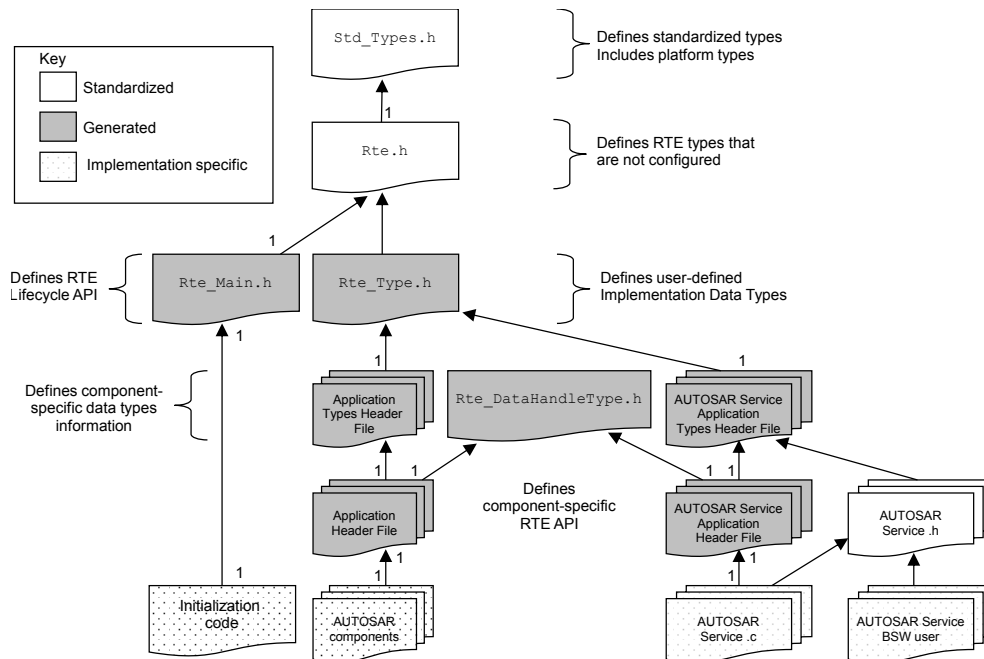 Std_Types.h
Defines standardized types
Includes platform types
Key
Standardized
Generated
Implementation specific
1
Rte.h
Defines RTE types that
are not configured
1
Defines RTE
Lifecycle API
Rte_Main.h
Rte_Type.h
Defines user-defined
Implementation Data Types
1
1
1
Defines component-
specific data types
information
Application
Types Header
File
Rte_DataHandleType.h
AUTOSAR Service
Application
Types Header File
1
1
1
1
1
Defines
component-specific
RTE API
Application
Header File
AUTOSAR Service
Application
Header File
AUTOSAR
Service .h
1
1
1
1
1
1
1
Initialization
code
AUTOSAR
components
AUTOSAR
Service .c
AUTOSAR Service
BSW user